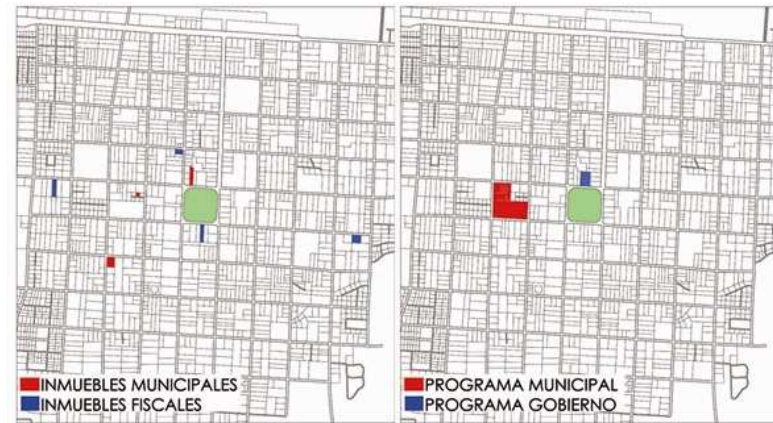 INMUEBLES MUNICIPALES
INMUEBLES FISCALES
PROGRAMA MUNICIPAL
PROGRAMA GOBIERNO